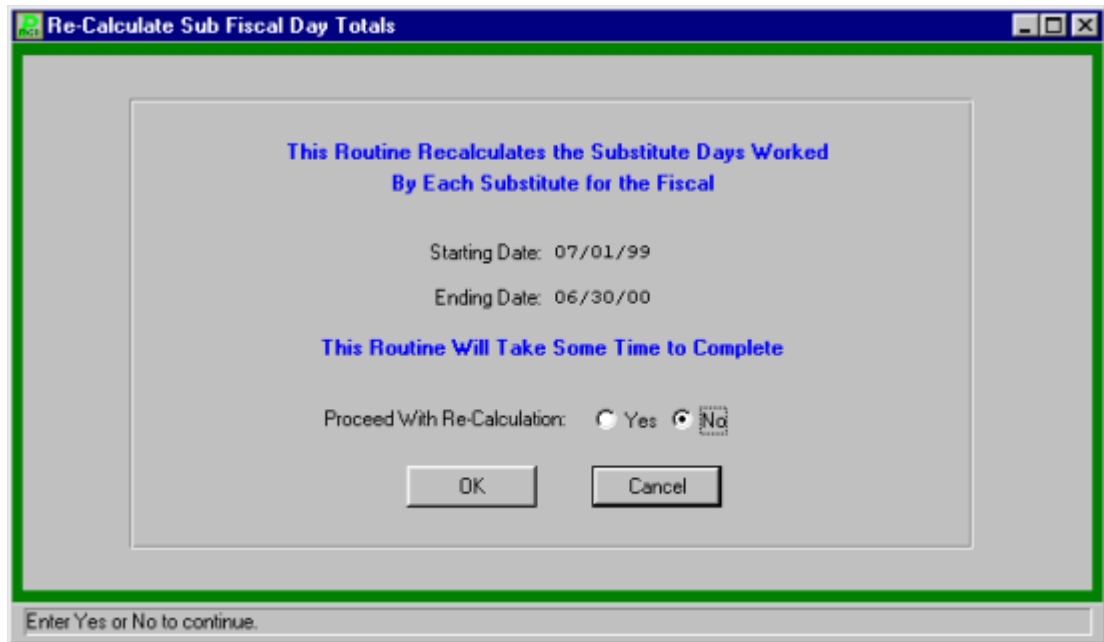 Re-Calculate Sub Fiscal Day Totals
This Routine Recalculates the Substitute Days Worked
By Each Substitute for the Fiscal
Starting Date: 07/01/99
Ending Date: 06/30/00
This Routine Will Take Some Time to Complete
Proceed With Re-Calculation: Yes No
OK Cancel
Enter Yes or No to continue.